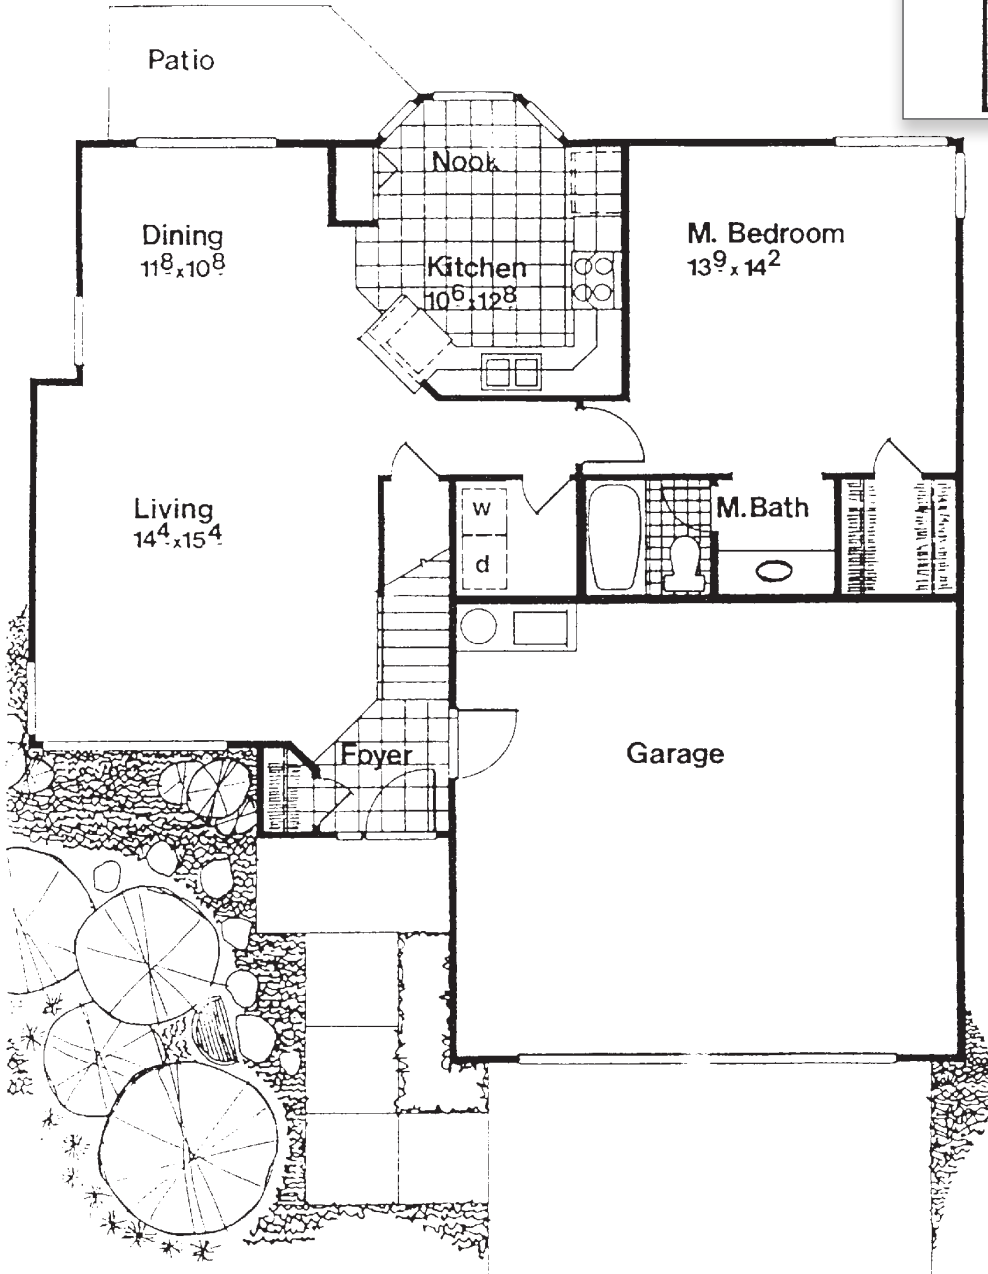 Patio
Nook
Dining
11⁸x10⁸
Kitchen
10⁶x12⁸
M. Bedroom
13⁹x14²
Living
14⁴x15⁴
w
d
M.Bath
Foyer
Garage